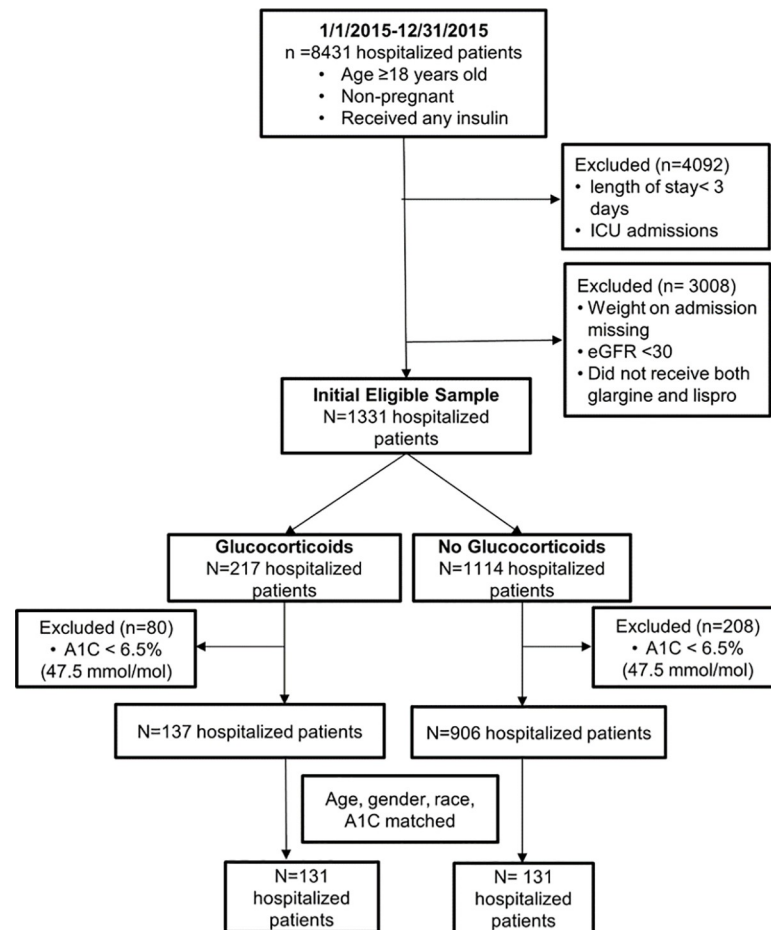 1/1/2015-12/31/2015
n =8431 hospitalized patients
• Age ≥18 years old
• Non-pregnant
• Received any insulin
Excluded (n=4092)
• length of stay< 3
days
• ICU admissions
Excluded (n= 3008)
• Weight on admission
missing
• eGFR <30
• Did not receive both
glargine and lispro
Initial Eligible Sample
N=1331 hospitalized
patients
Glucocorticoids
N=217 hospitalized
patients
No Glucocorticoids
N=1114 hospitalized
patients
Excluded (n=80)
• A1C < 6.5%
(47.5 mmol/mol)
Excluded (n=208)
• A1C < 6.5%
(47.5 mmol/mol)
N=137 hospitalized patients
N=906 hospitalized patients
Age, gender, race,
A1C matched
N=131
hospitalized
patients
N= 131
hospitalized
patients